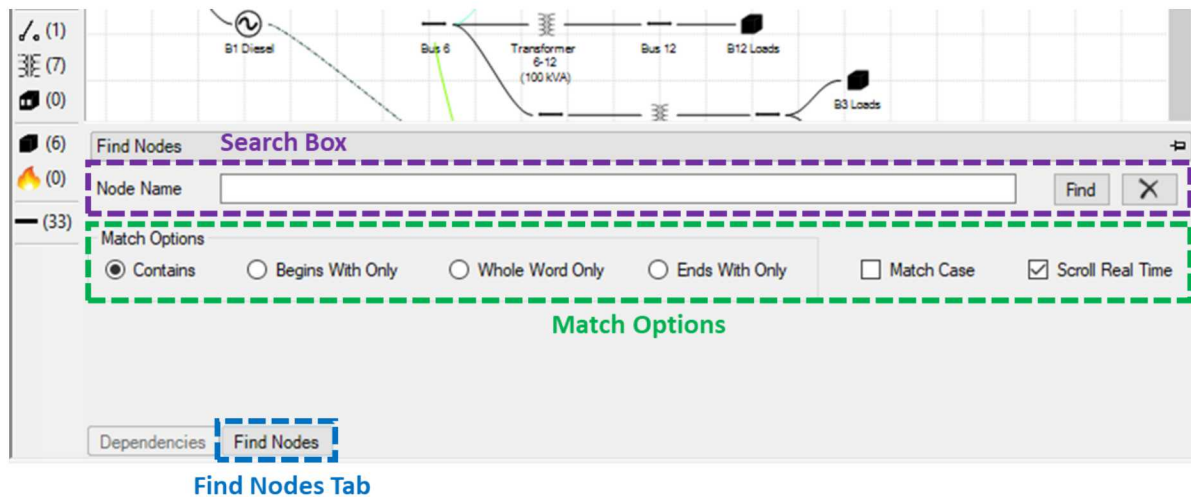 (1)
(7)
(0)
(6)
(0)
(33)
B1 Diesel
Bus 6
Transformer
6-12
(100 kVA)
Bus 12
B12 Loads
B3 Loads
Find Nodes
Search Box
Node Name
Find
Match Options
Contains
Begins With Only
Whole Word Only
Ends With Only
Match Case
Scroll Real Time
Match Options
Dependencies
Find Nodes
Find Nodes Tab